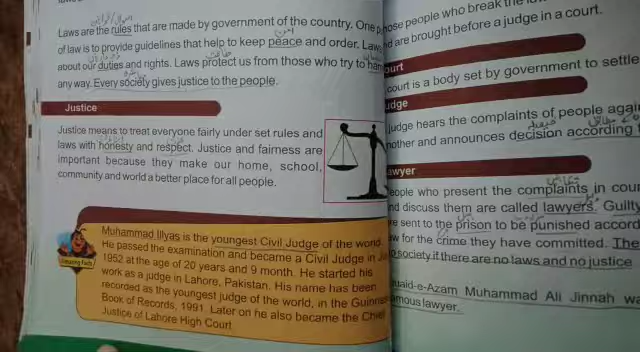 Laws are the rules that are made by government of the country. One
of law is to provide guidelines that help to keep peace and order. Law
about our duties and rights. Laws protect us from those who try to
any way. Every society gives justice to the people.
Justice
Justice means to treat everyone fairly under set rules and
laws with honesty and respect. Justice and fairness are
important because they make our home, school,
community and world a better place for all people.
Muhammad Illyas is the youngest Civil Judge of the world.
He passed the examination and became a Civil Judge in
1952 at the age of 20 years and 9 month. He started his
work as a judge in Lahore, Pakistan. His name has been
recorded as the youngest judge of the world, in the Guinness
Book of Records, 1991. Later on he also became the Chief
Justice of Lahore High Court
those people who break the
are brought before a judge in a court.
ourt
court is a body set by government to settle
udge
judge hears the complaints of people
nother and announces decision according
awyer
eople who present the complaints in
nd discuss them are called lawyers. Guilty
re sent to the prison to be punished
aw for the crime they have committed. The
society if there are no laws and no justice
uaid-e-Azam Muhammad Ali Jinnah
amous lawyer.